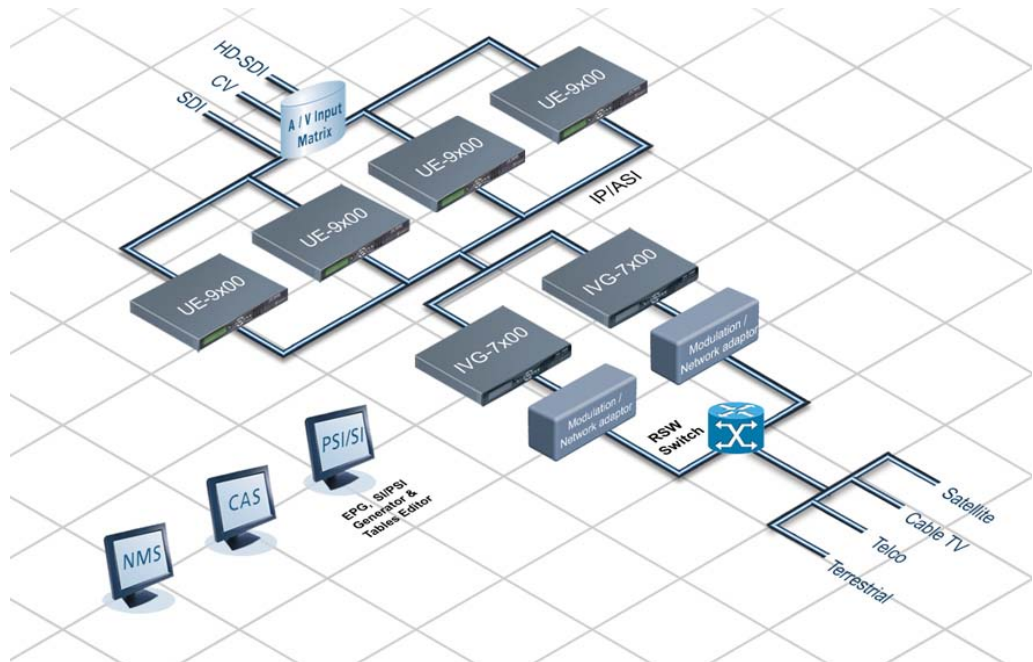 HD-SDI
CV
SDI
A / V Input
Matrix
UE-9x00
UE-9x00
UE-9x00
UE-9x00
IP/ASI
IVG-7x00
IVG-7x00
Modulation /
Network adaptor
Modulation /
Network adaptor
RSW
Switch
Satellite
Cable TV
Telco
Terrestrial
PSI/SI
EPG, SI/PSI
Generator &
Tables Editor
CAS
NMS